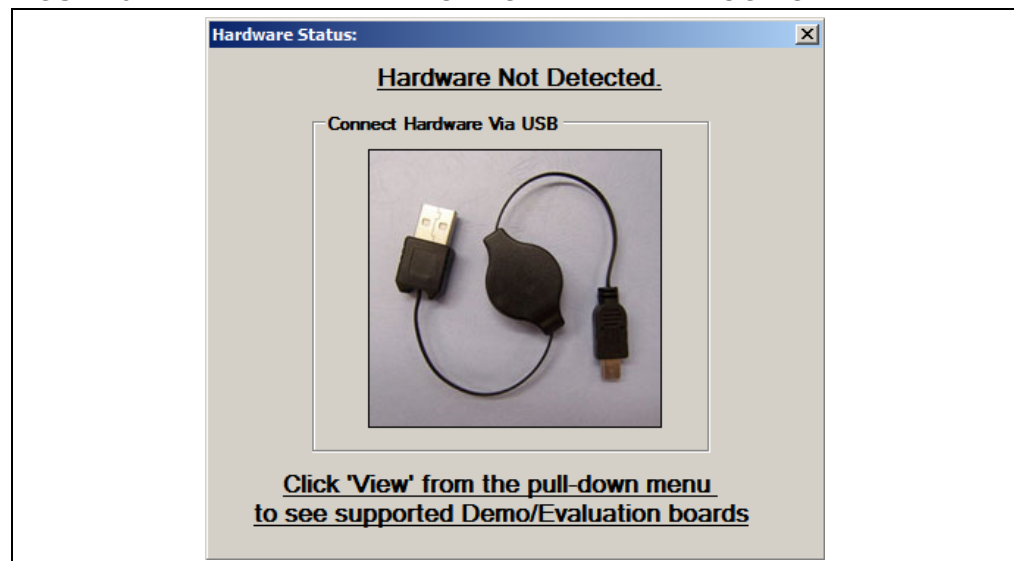 Hardware Status:
Hardware Not Detected.
Connect Hardware Via USB
Click 'View' from the pull-down menu
to see supported Demo/Evaluation boards